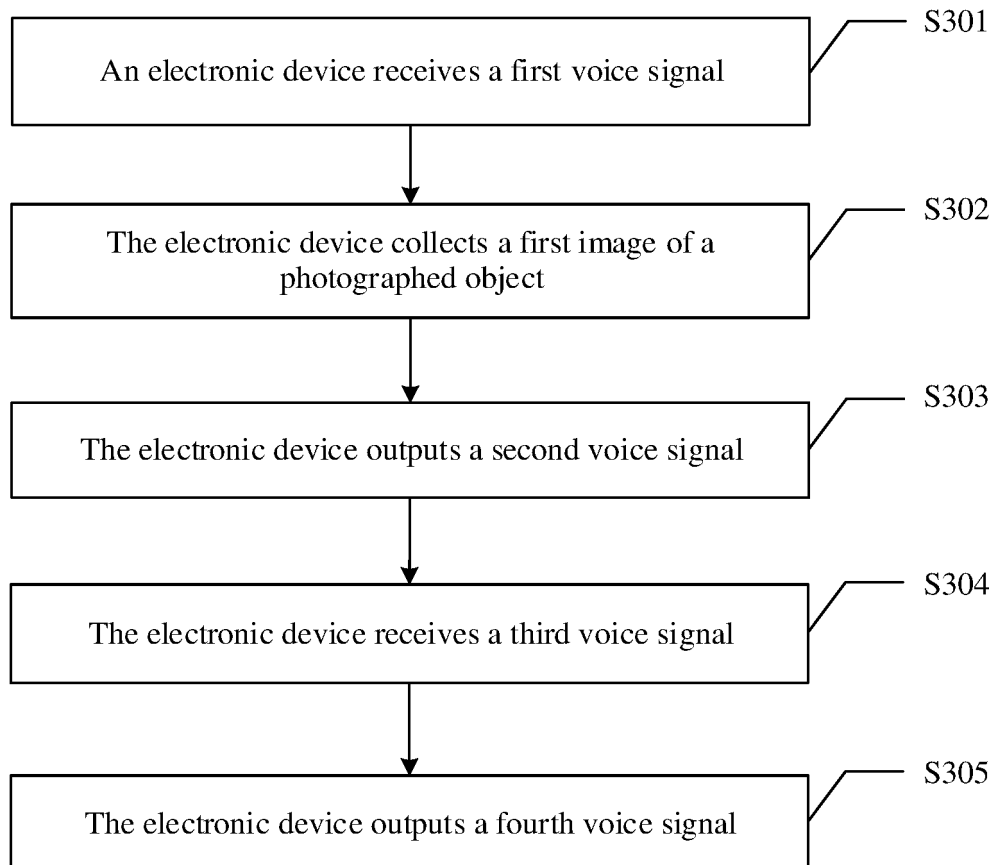 An electronic device receives a first voice signal
S301
The electronic device collects a first image of a
photographed object
S302
The electronic device outputs a second voice signal
S303
The electronic device receives a third voice signal
S304
The electronic device outputs a fourth voice signal
S305